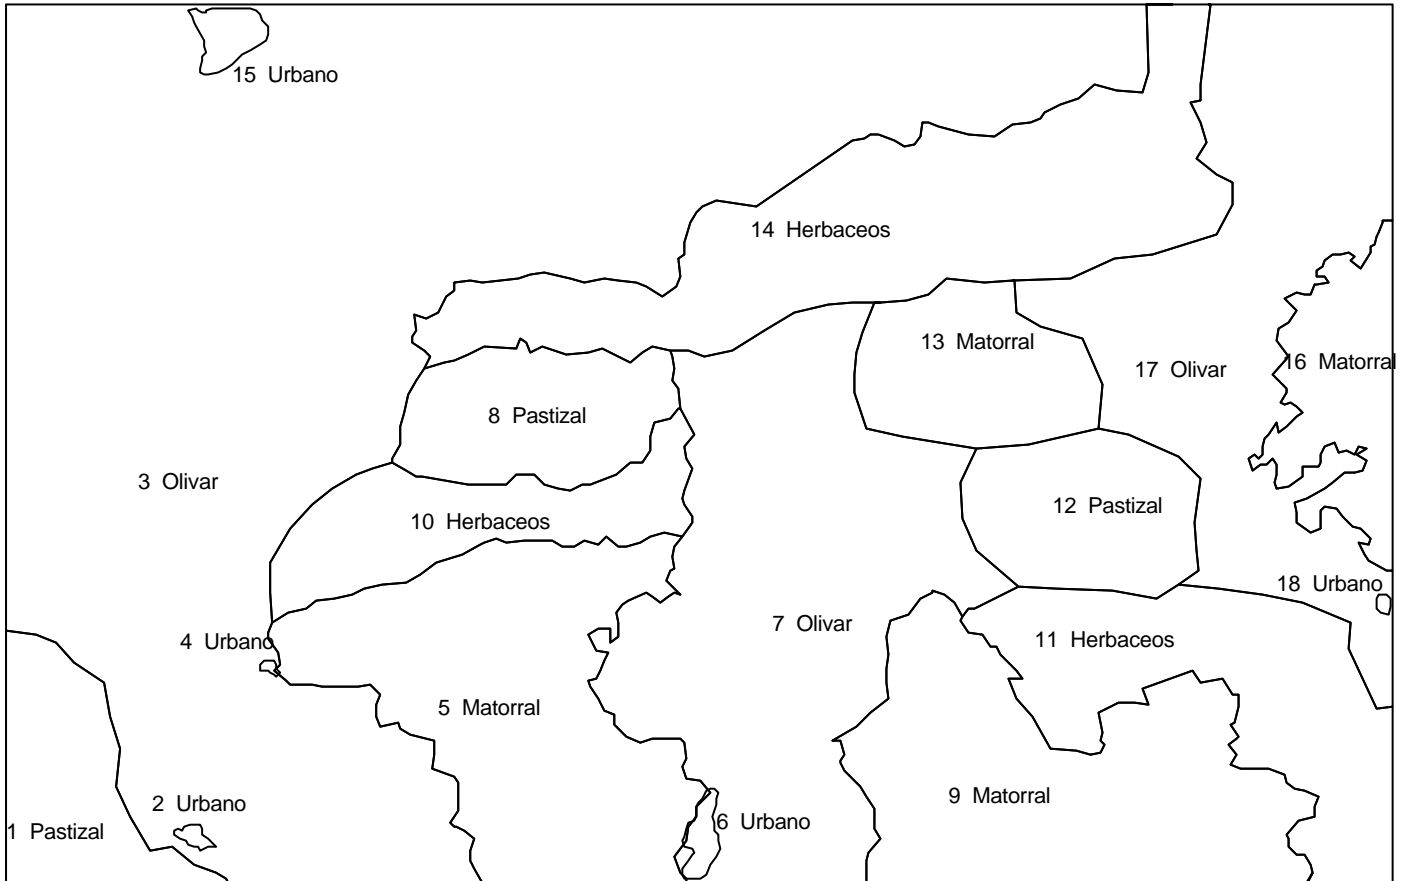 15 Urbano
14 Herbaceos
13 Matorral
16 Matorral
17 Olivar
8 Pastizal
3 Olivar
12 Pastizal
10 Herbaceos
18 Urbano
7 Olivar
11 Herbaceos
4 Urbano
5 Matorral
9 Matorral
2 Urbano
6 Urbano
1 Pastizal